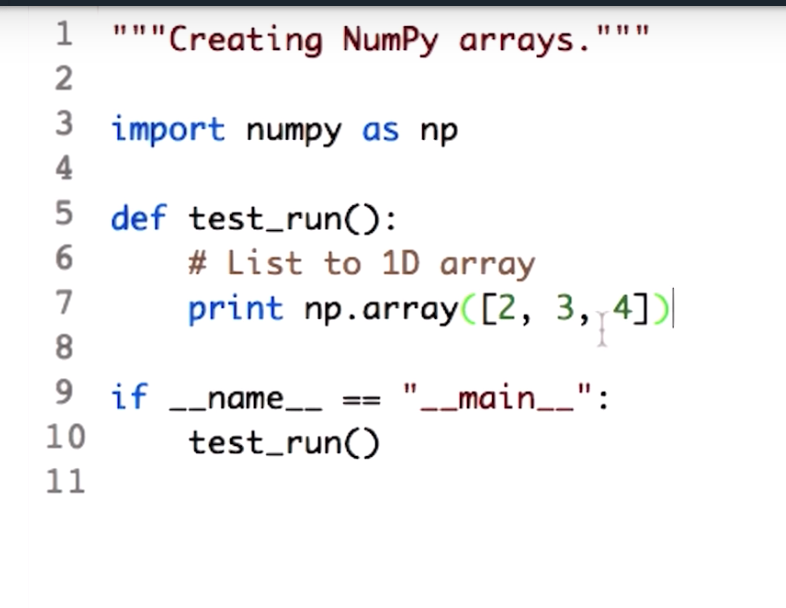 1 """Creating NumPy arrays."""
2
3 import numpy as np
4
5 def test_run():
6     # List to 1D array
7     print np.array([2, 3, 4])
8
9 if __name__ == "__main__":
10     test_run()
11